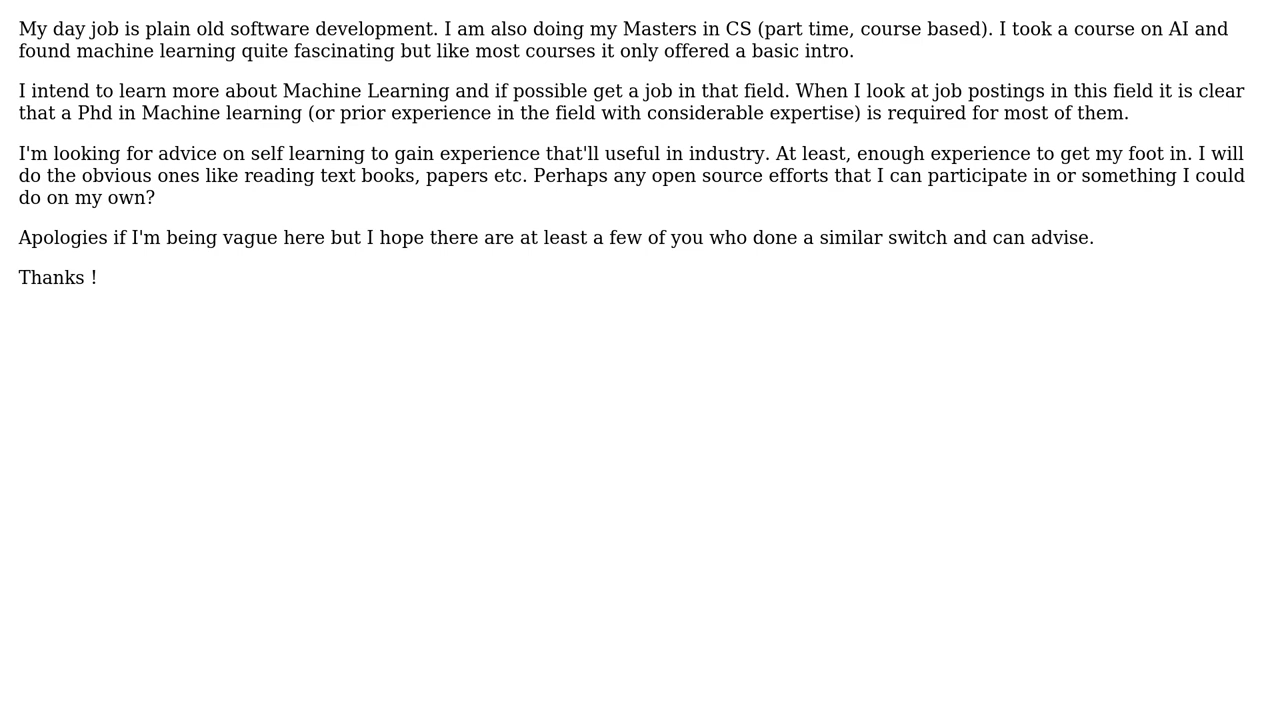 My day job is plain old software development. I am also doing my Masters in CS (part time, course based). I took a course on AI and
found machine learning quite fascinating but like most courses it only offered a basic intro.
I intend to learn more about Machine Learning and if possible get a job in that field. When I look at job postings in this field it is clear
that a Phd in Machine learning (or prior experience in the field with considerable expertise) is required for most of them.
I'm looking for advice on self learning to gain experience that'll useful in industry. At least, enough experience to get my foot in. I will
do the obvious ones like reading text books, papers etc. Perhaps any open source efforts that I can participate in or something I could
do on my own?
Apologies if I'm being vague here but I hope there are at least a few of you who done a similar switch and can advise.
Thanks !